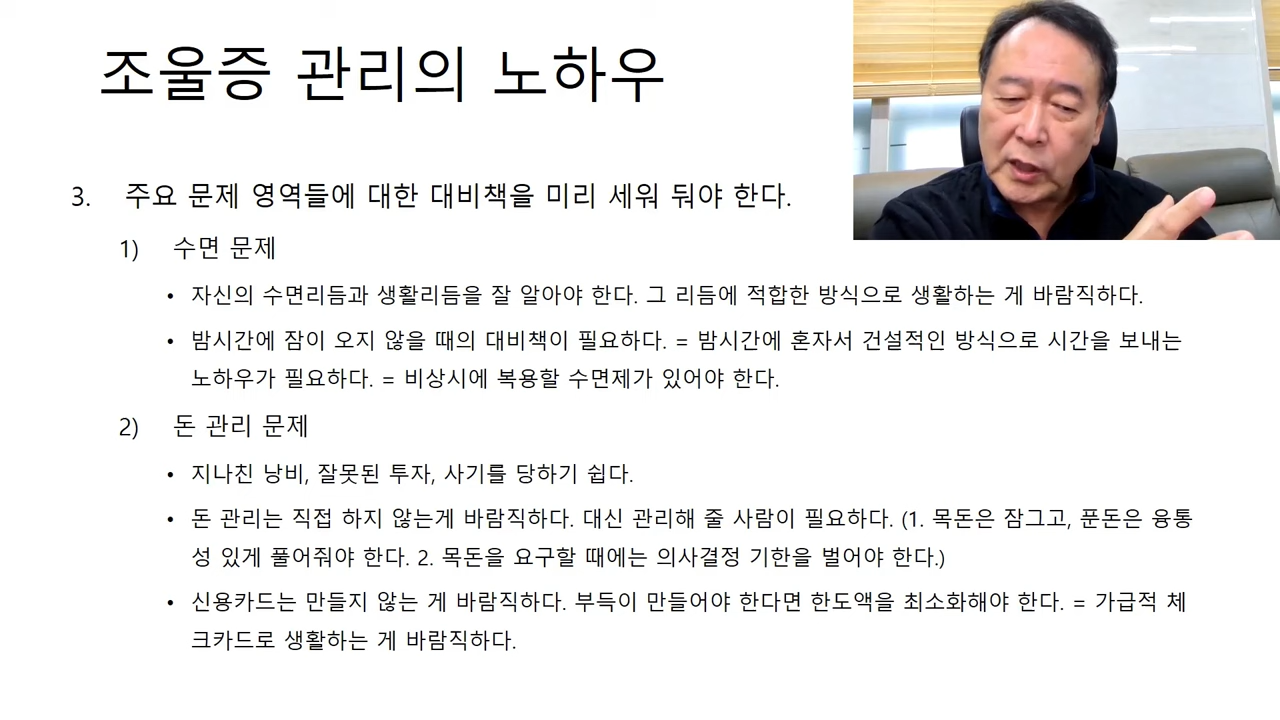 조울증 관리의 노하우
3. 주요 문제 영역들에 대한 대비책을 미리 세워 둬야 한다.
1) 수면 문제
• 자신의 수면리듬과 생활리듬을 잘 알아야 한다. 그 리듬에 적합한 방식으로 생활하는 게 바람직하다.
• 밤시간에 잠이 오지 않을 때의 대비책이 필요하다. = 밤시간에 혼자서 건설적인 방식으로 시간을 보내는
노하우가 필요하다. = 비상시에 복용할 수면제가 있어야 한다.
2) 돈 관리 문제
• 지나친 낭비, 잘못된 투자, 사기를 당하기 쉽다.
• 돈 관리는 직접 하지 않는게 바람직하다. 대신 관리해 줄 사람이 필요하다. (1. 목돈은 잠그고, 푼돈은 융통
성 있게 풀어줘야 한다. 2. 목돈을 요구할 때에는 의사결정 기한을 벌어야 한다.)
• 신용카드는 만들지 않는 게 바람직하다. 부득이 만들어야 한다면 한도액을 최소화해야 한다. = 가급적 체
크카드로 생활하는 게 바람직하다.